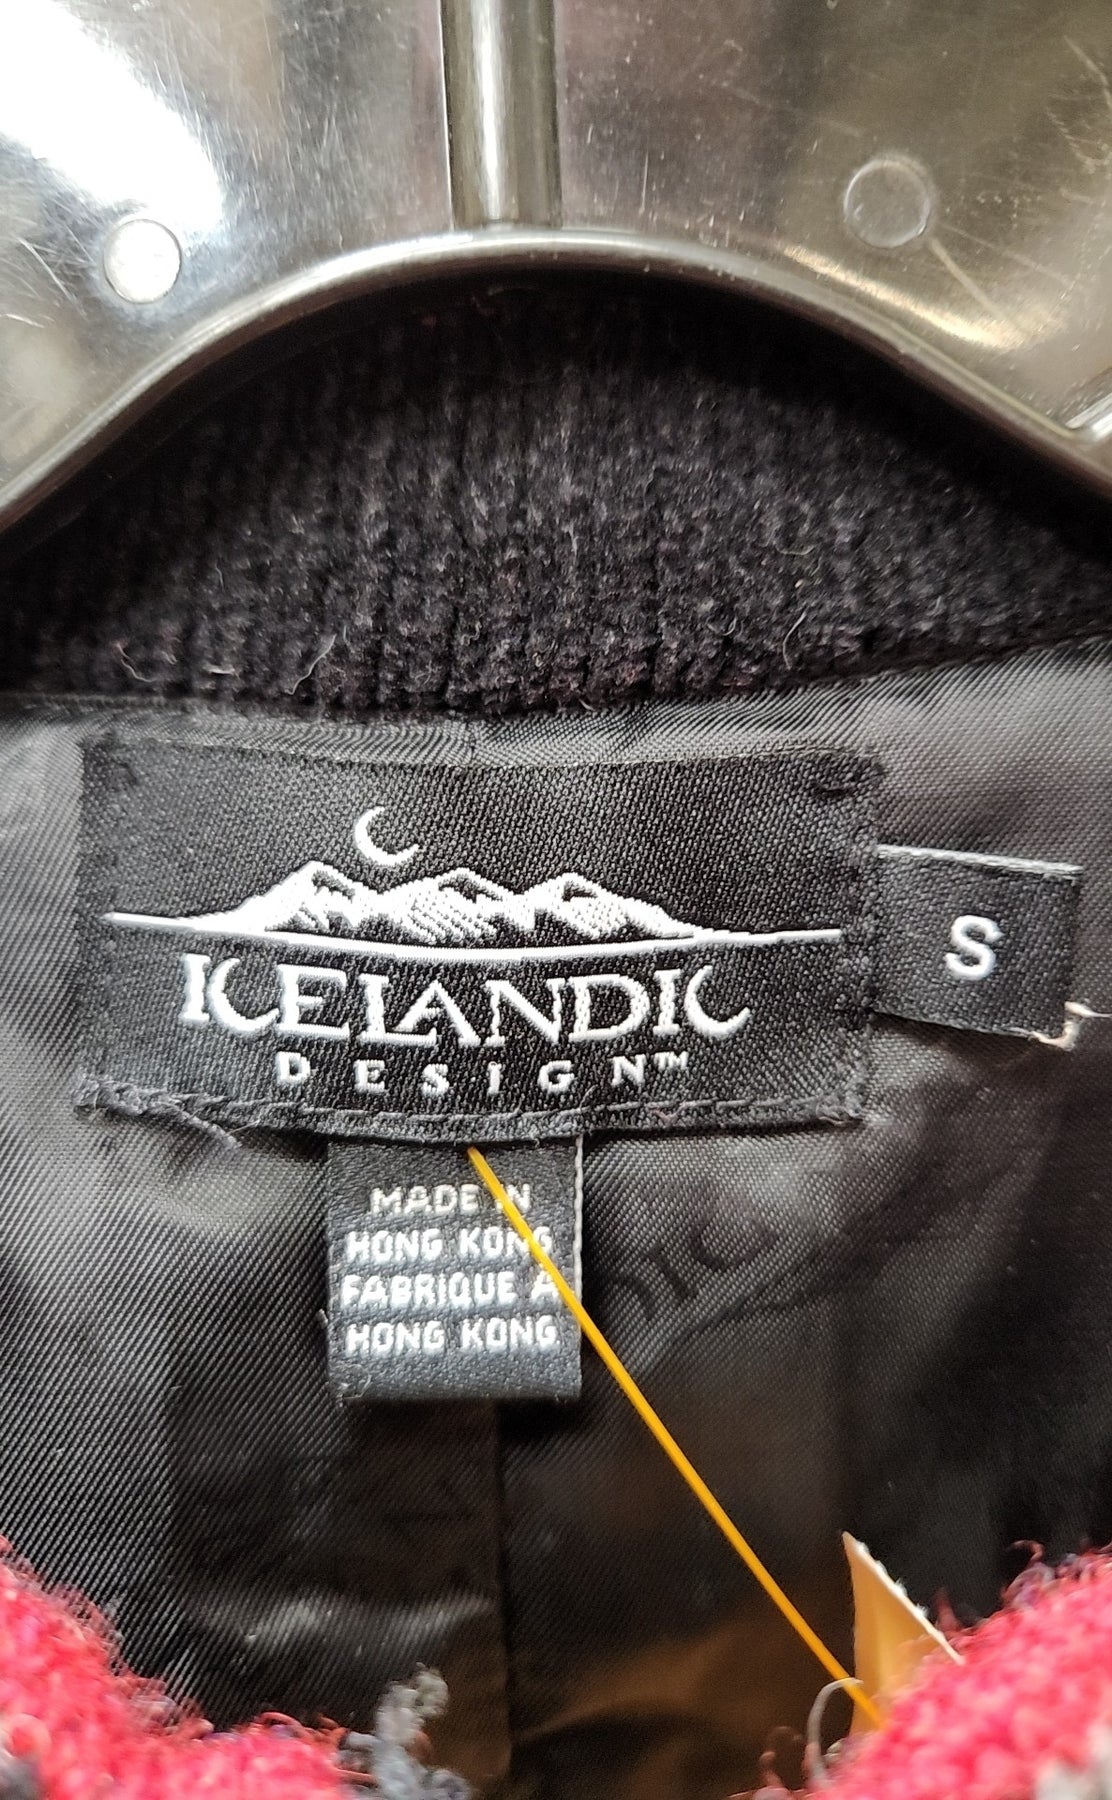 ICELANDIC
DESIGN™
S
MADE IN
HONG KONG
FABRIQUE A
HONG KONG